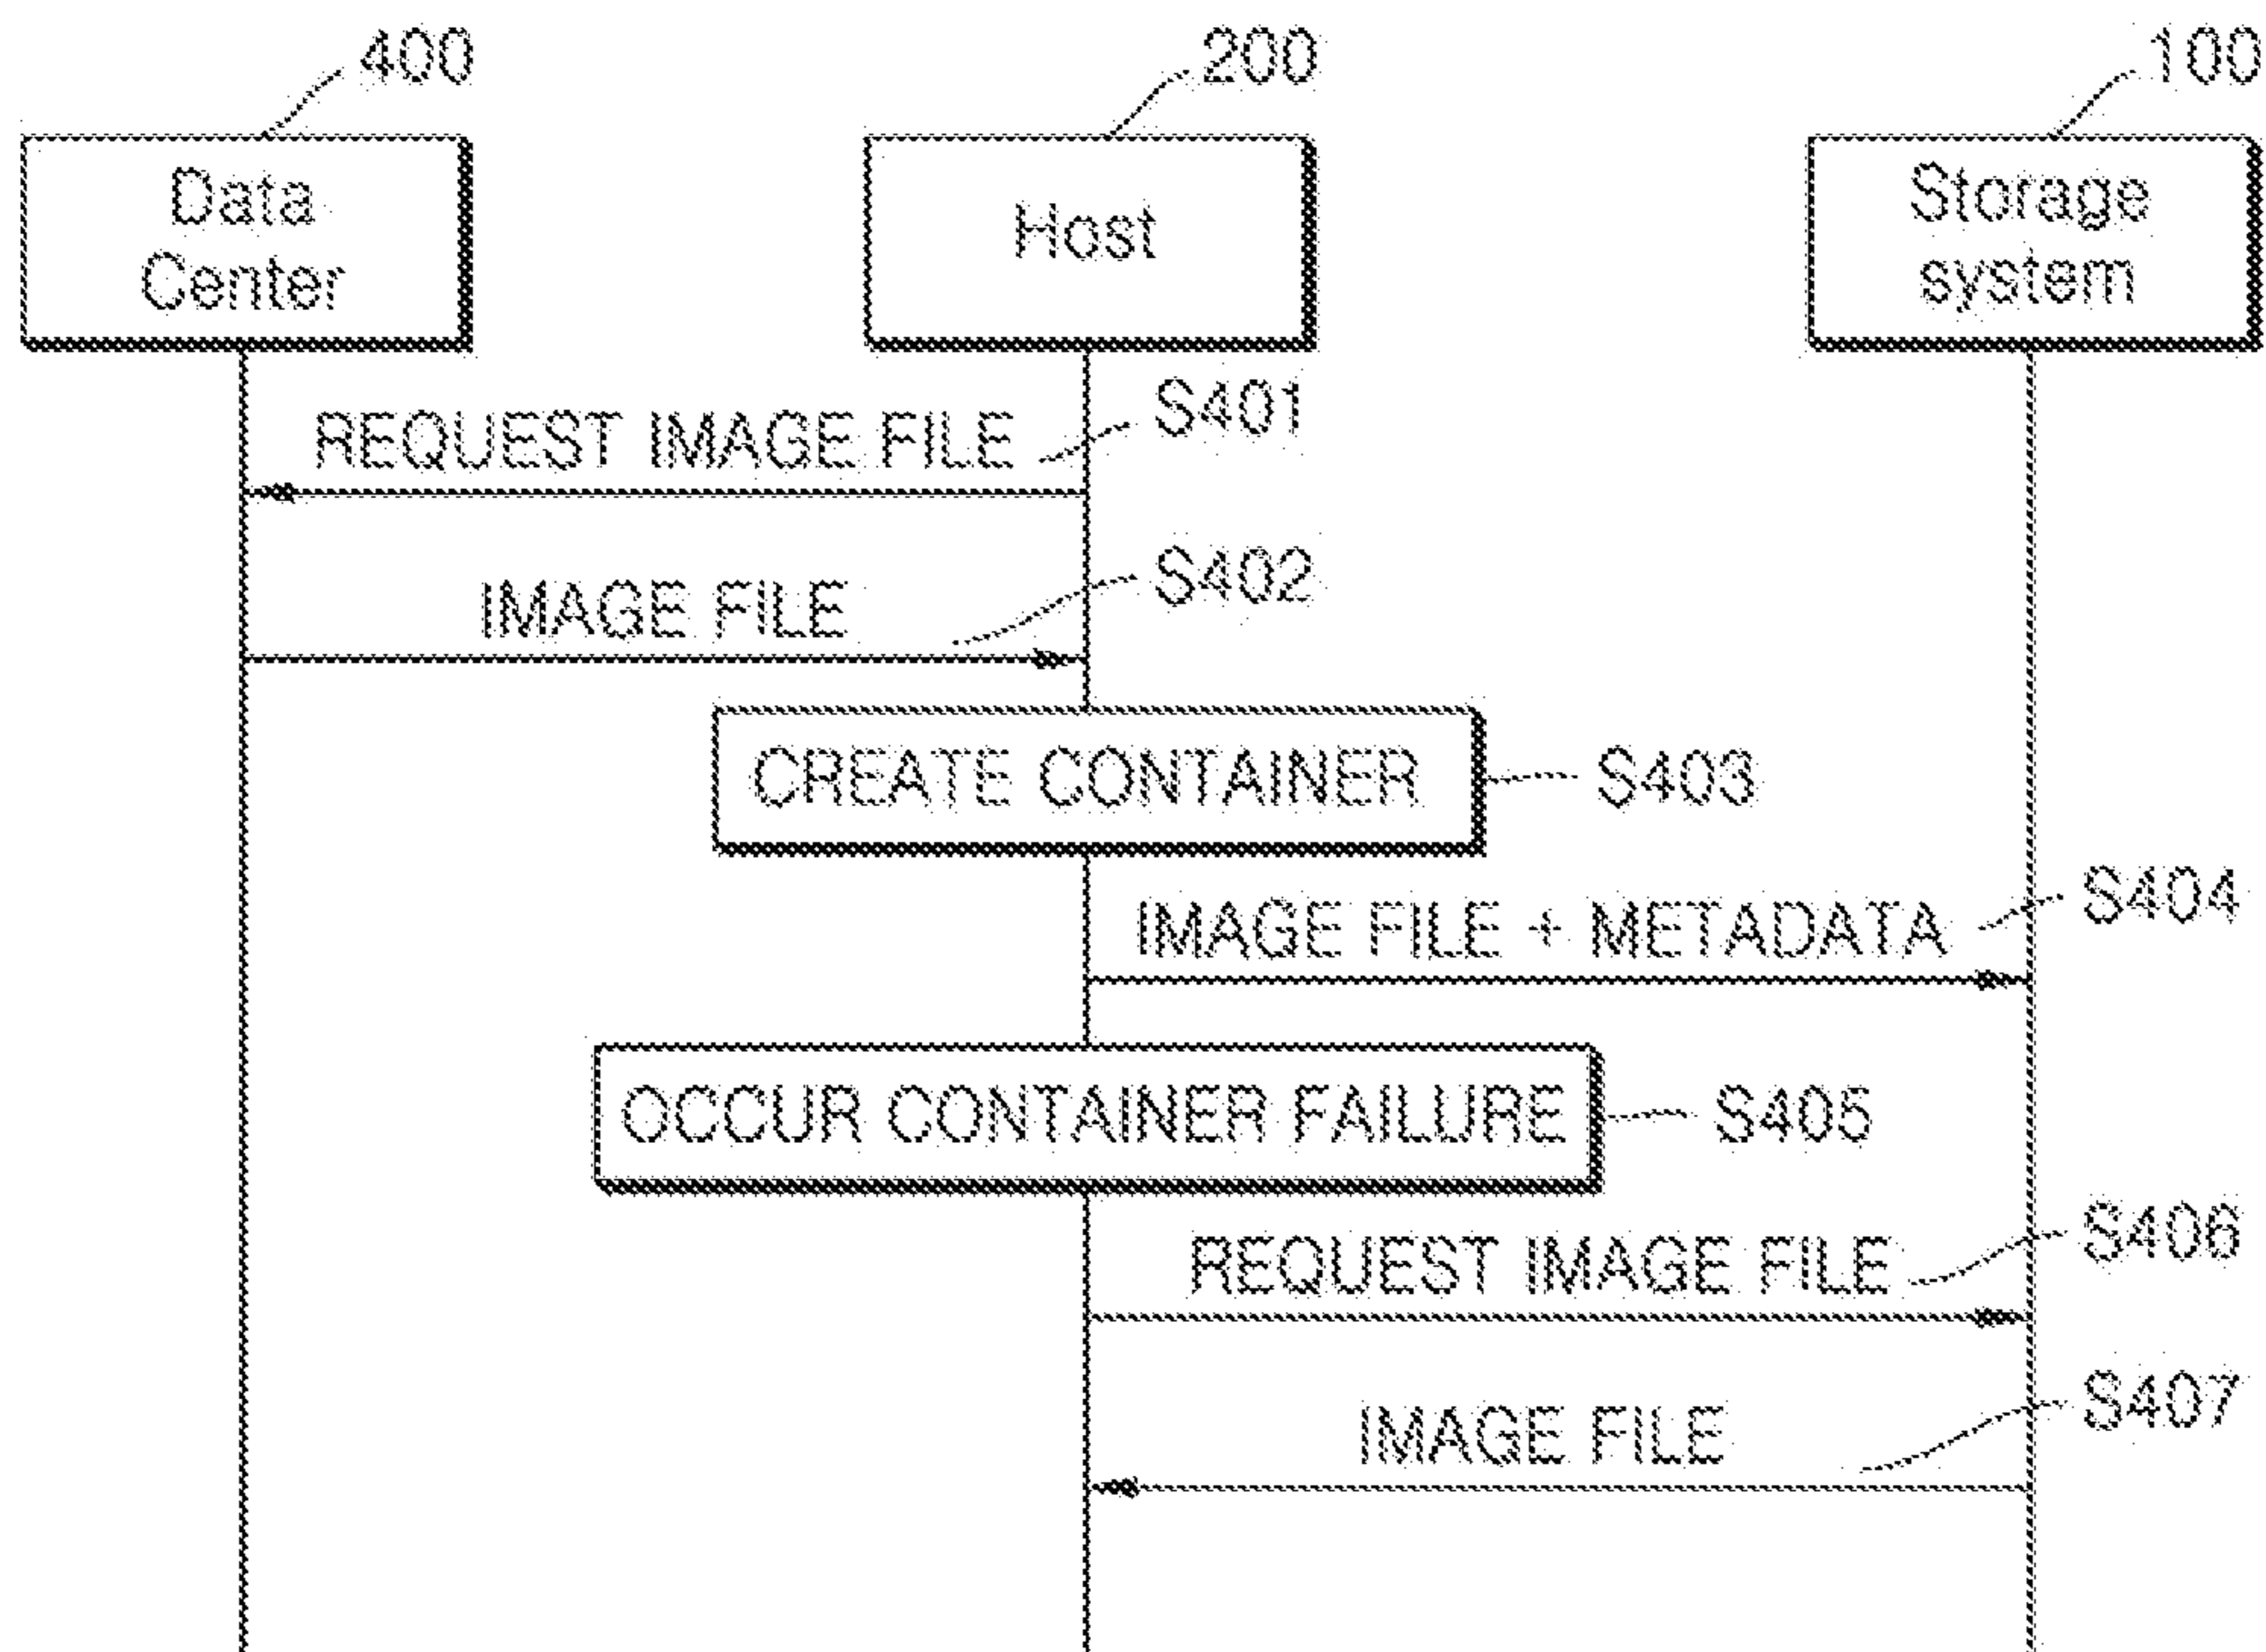 400
200
100
Data
Center
Host
Storage
system
REQUEST IMAGE FILE
S401
IMAGE FILE
S402
CREATE CONTAINER
S403
IMAGE FILE + METADATA
S404
OCCUR CONTAINER FAILURE
S405
REQUEST IMAGE FILE
S406
IMAGE FILE
S407